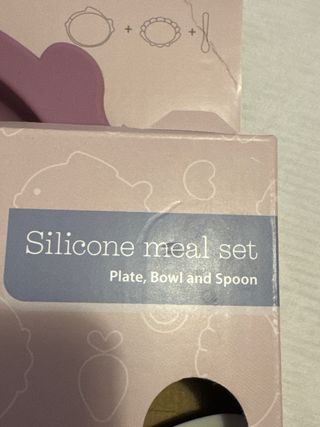 Silicone meal set
Plate, Bowl and Spoon